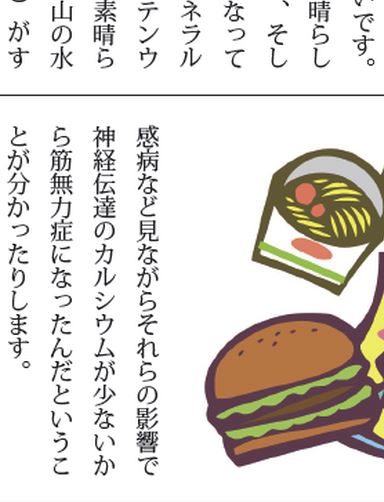 いです。
晴らし
、そし
なって
ネラル
テンウ
素晴ら
山の水
がす
感病など見ながらそれらの影響で
神経伝達のカルシウムが少ないか
ら筋無力症になったんだというこ
とが分かったりします。